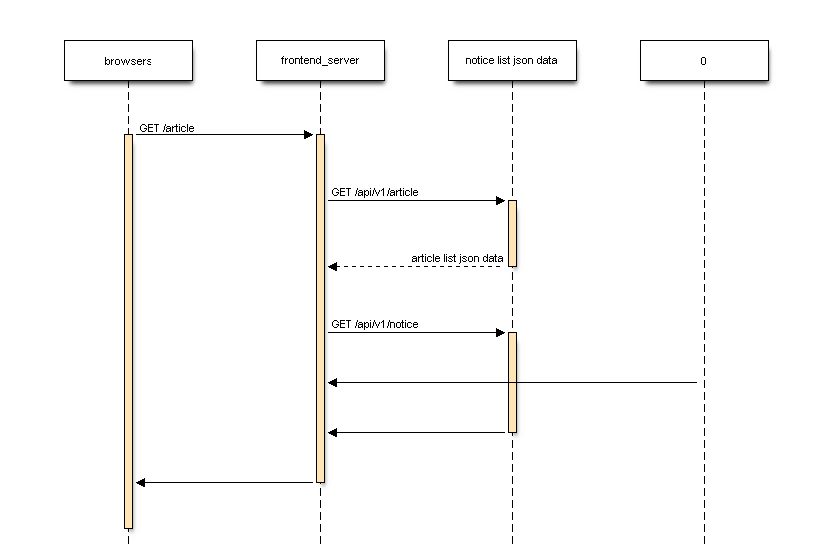 browsers
frontend_server
notice list json data
0
GET /article
GET /api/v1/article
article list json data
GET /api/v1/notice